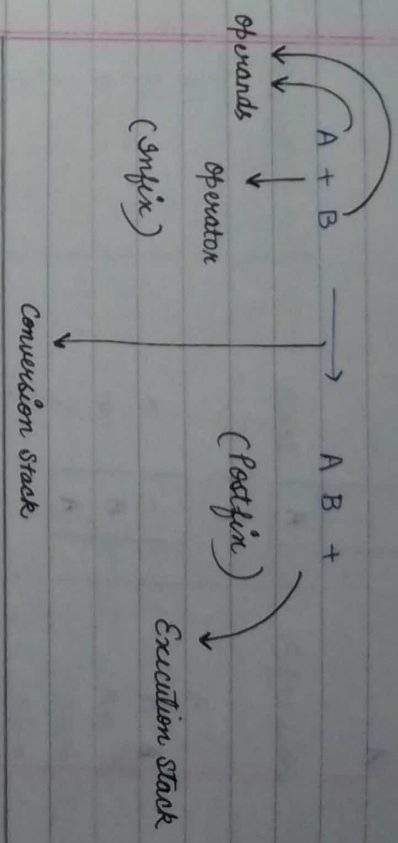 A + B → A B +
operands
operator
(Infix)
(Postfix)
Execution Stack
Conversion Stack